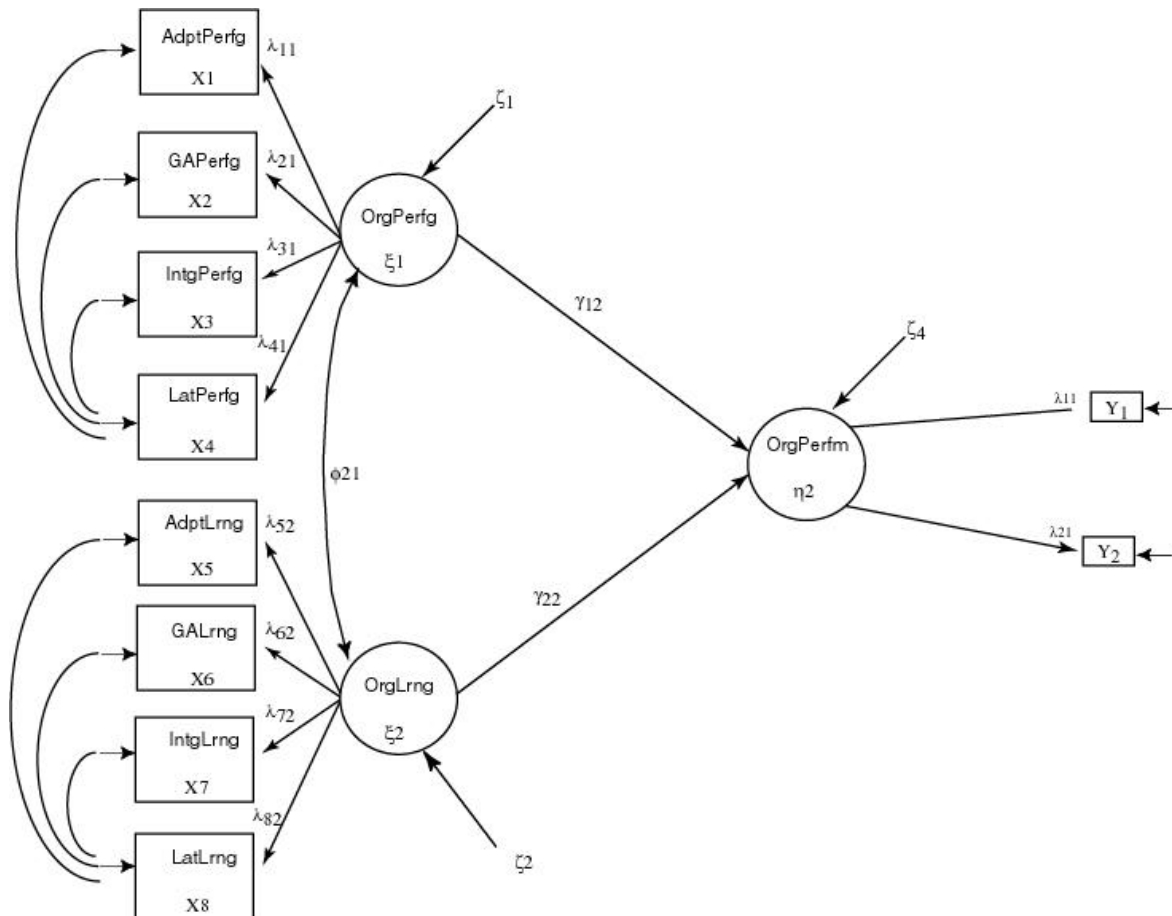 AdptPerfg
X1
λ11
ζ1
GAPerfg
X2
λ21
OrgPerfg
ξ1
IntgPerfg
X3
λ31
γ12
ζ4
LatPerfg
X4
λ41
λ11
Y1
OrgPerfm
η2
ϕ21
AdptLrng
X5
λ52
λ21
Y2
γ22
GALrng
X6
λ62
OrgLrng
ξ2
IntgLrng
X7
λ72
LatLrng
X8
λ82
ζ2